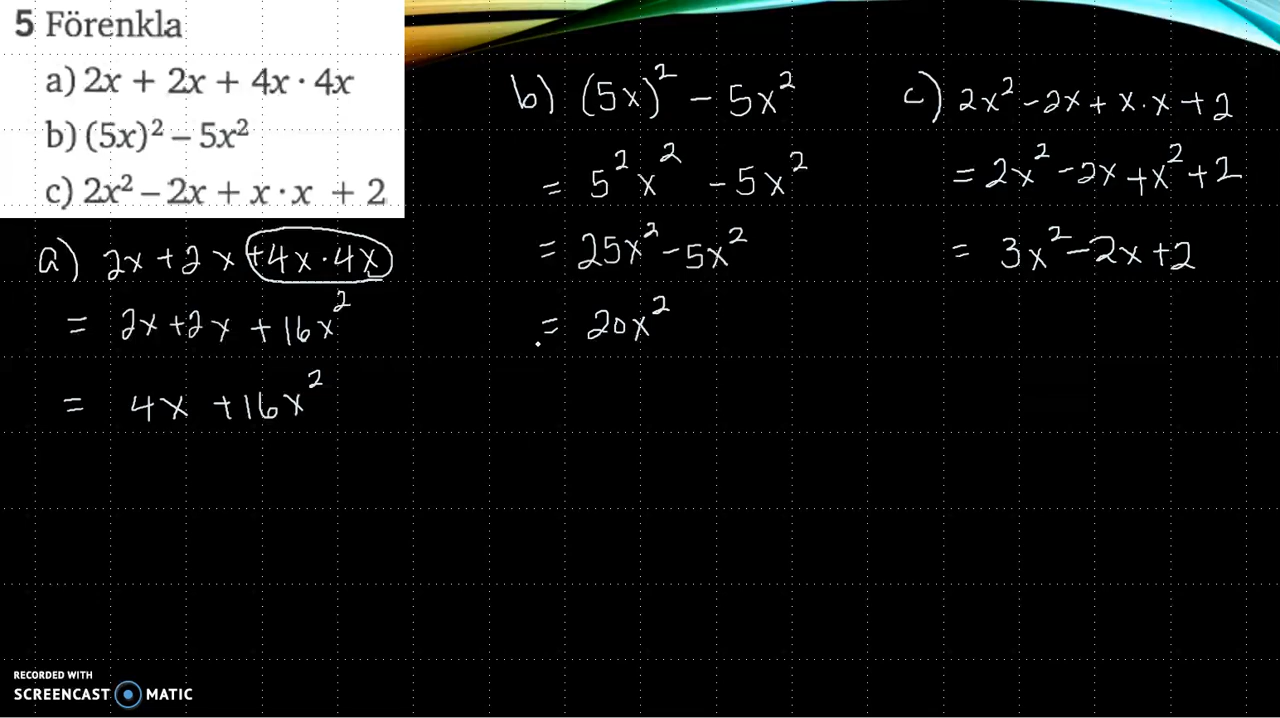 5 Förenkla
a) 2x + 2x + 4x · 4x
b) (5x)² – 5x²
c) 2x² – 2x + x · x + 2
a) 2x + 2x + 4x · 4x
= 2x + 2x + 16x²
= 4x + 16x²
b) (5x)² – 5x²
= 5²x² – 5x²
= 25x² – 5x²
= 20x²
c) 2x² – 2x + x · x + 2
= 2x² – 2x + x² + 2
= 3x² – 2x + 2
RECORDED WITH
SCREENCAST MATIC